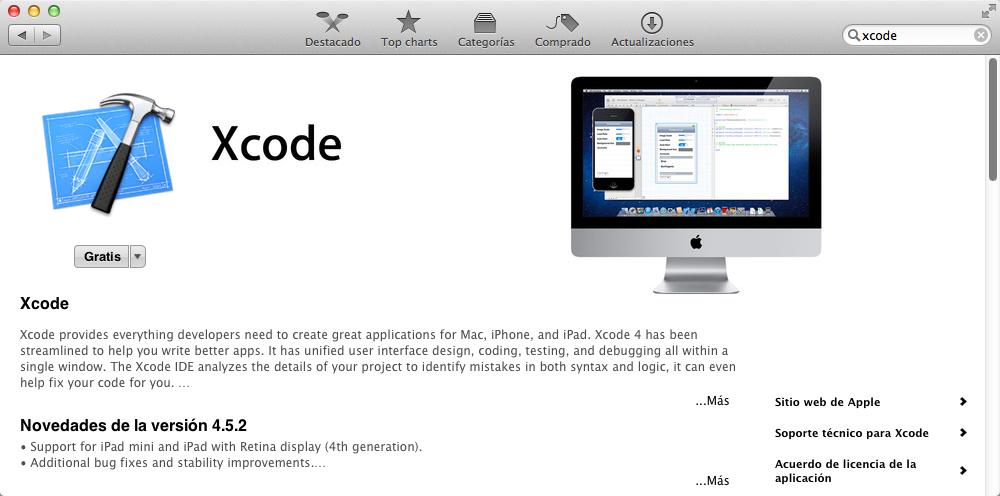 Destacado
Top charts
Categorías
Comprado
Actualizaciones
xcode
Xcode
Gratis
Xcode
Xcode provides everything developers need to create great applications for Mac, iPhone, and iPad. Xcode 4 has been
streamlined to help you write better apps. It has unified user interface design, coding, testing, and debugging all within a
single window. The Xcode IDE analyzes the details of your project to identify mistakes in both syntax and logic, it can even
help fix your code for you. ...
...Más
Novedades de la versión 4.5.2
• Support for iPad mini and iPad with Retina display (4th generation).
• Additional bug fixes and stability improvements....
...Más
Sitio web de Apple
Soporte técnico para Xcode
Acuerdo de licencia de la
aplicación